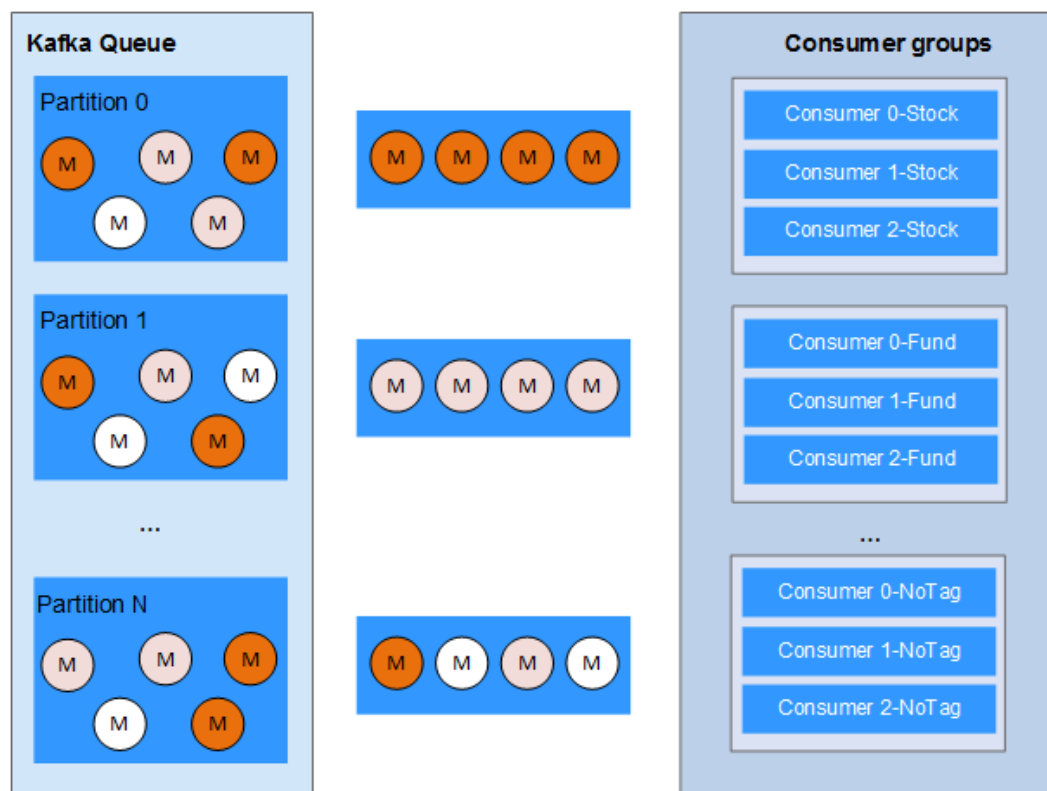 Kafka Queue
Partition 0
M M M
M M
Partition 1
M M M
M M
...
Partition N
M M M
M M
M M M M
M M M M
M M M M
Consumer groups
Consumer 0-Stock
Consumer 1-Stock
Consumer 2-Stock
Consumer 0-Fund
Consumer 1-Fund
Consumer 2-Fund
...
Consumer 0-NoTag
Consumer 1-NoTag
Consumer 2-NoTag